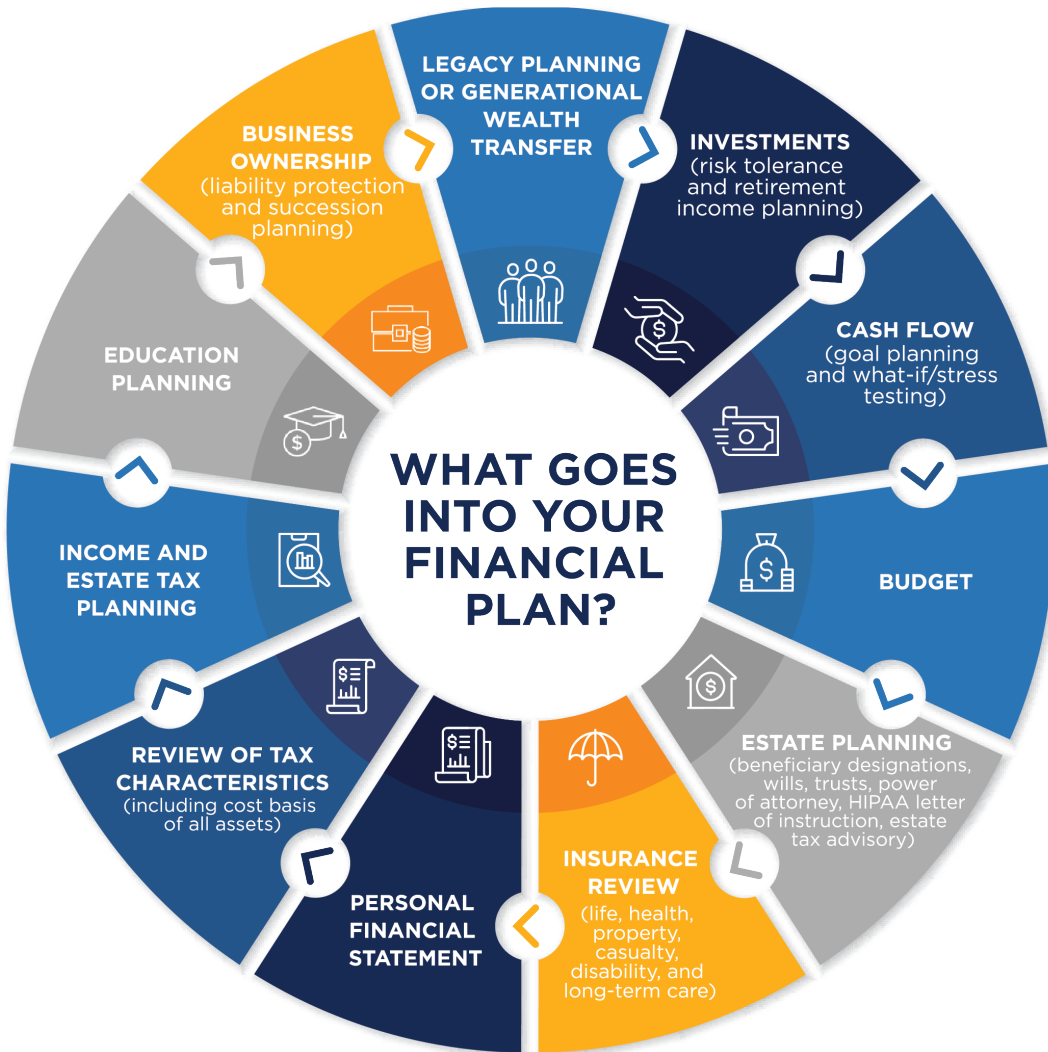 WHAT GOES
INTO YOUR
FINANCIAL
PLAN?
LEGACY PLANNING
OR GENERATIONAL
WEALTH
TRANSFER
INVESTMENTS
(risk tolerance
and retirement
income planning)
CASH FLOW
(goal planning
and what-if/stress
testing)
BUDGET
ESTATE PLANNING
(beneficiary designations,
wills, trusts, power
of attorney, HIPAA letter
of instruction, estate
tax advisory)
INSURANCE
REVIEW
(life, health,
property,
casualty,
disability, and
long-term care)
PERSONAL
FINANCIAL
STATEMENT
REVIEW OF TAX
CHARACTERISTICS
(including cost basis
of all assets)
INCOME AND
ESTATE TAX
PLANNING
EDUCATION
PLANNING
BUSINESS
OWNERSHIP
(liability protection
and succession
planning)